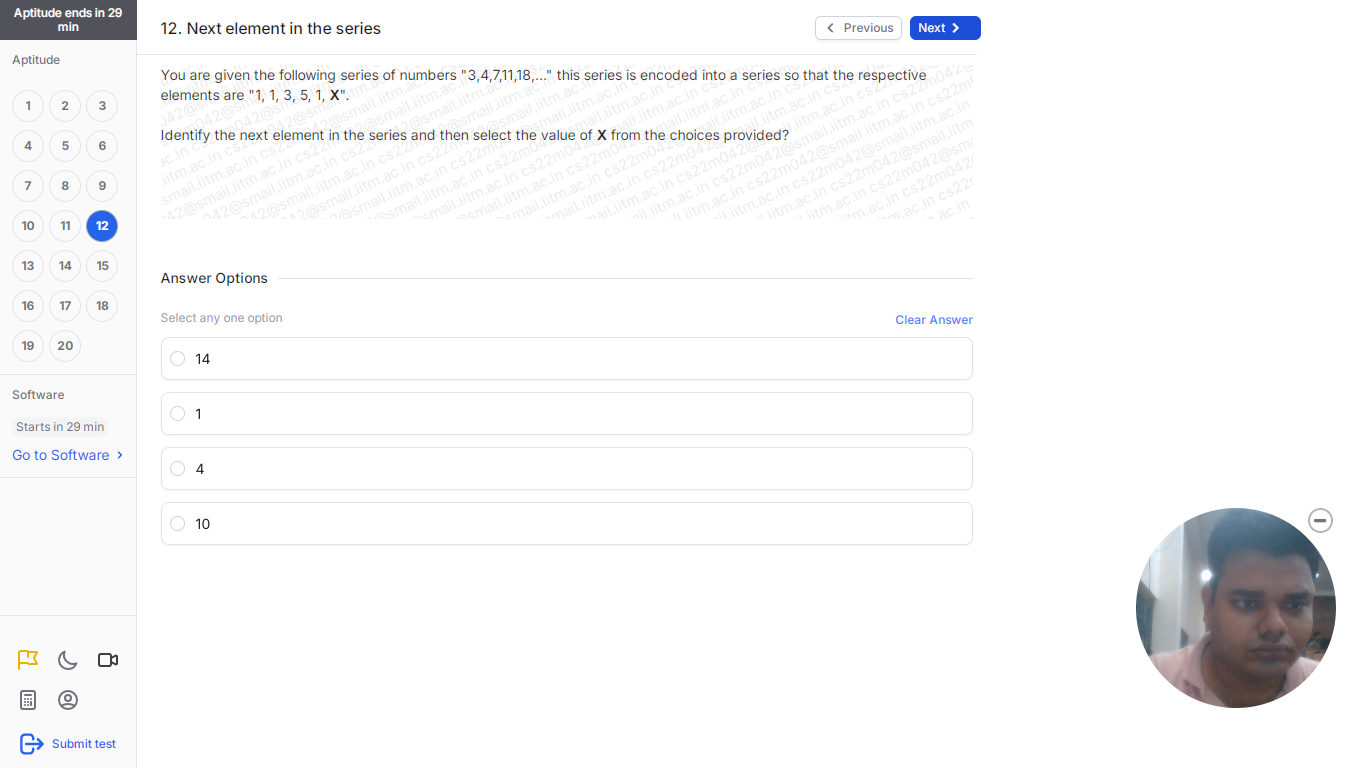 Aptitude ends in 29
min
12. Next element in the series
Previous
Next
Aptitude
You are given the following series of numbers "3,4,7,11,18,..." this series is encoded into a series so that the respective
elements are "1, 1, 3, 5, 1, X".
Identify the next element in the series and then select the value of X from the choices provided?
cs22m042@smail.iitm.ac.in
1 2 3
4 5 6
7 8 9
10 11 12
13 14 15
16 17 18
19 20
Answer Options
Select any one option
Clear Answer
14
1
4
10
Software
Starts in 29 min
Go to Software
Submit test